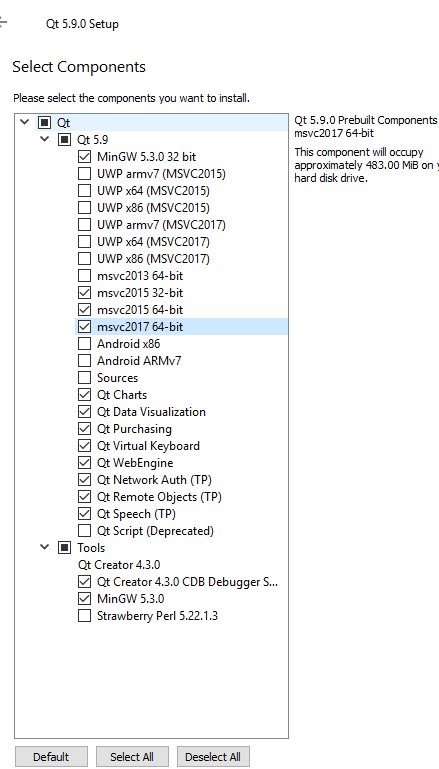 Qt 5.9.0 Setup
Select Components
Please select the components you want to install.
Qt
Qt 5.9
MinGW 5.3.0 32 bit
UWP armv7 (MSVC2015)
UWP x64 (MSVC2015)
UWP x86 (MSVC2015)
UWP armv7 (MSVC2017)
UWP x64 (MSVC2017)
UWP x86 (MSVC2017)
msvc2013 64-bit
msvc2015 32-bit
msvc2015 64-bit
msvc2017 64-bit
Android x86
Android ARMv7
Sources
Qt Charts
Qt Data Visualization
Qt Purchasing
Qt Virtual Keyboard
Qt WebEngine
Qt Network Auth (TP)
Qt Remote Objects (TP)
Qt Speech (TP)
Qt Script (Deprecated)
Tools
Qt Creator 4.3.0
Qt Creator 4.3.0 CDB Debugger S...
MinGW 5.3.0
Strawberry Perl 5.22.1.3
Qt 5.9.0 Prebuilt Components
msvc2017 64-bit
This component will occupy
approximately 483.00 MiB on
hard disk drive.
Default
Select All
Deselect All